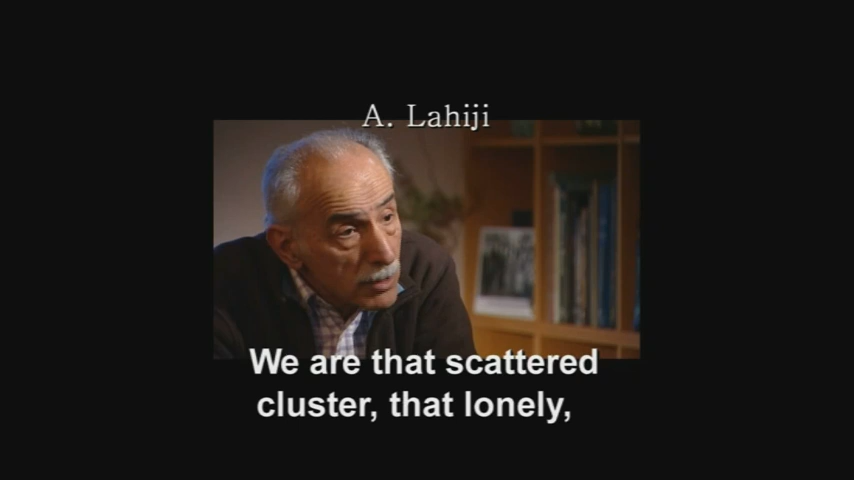 A. Lahiji
We are that scattered
cluster, that lonely,